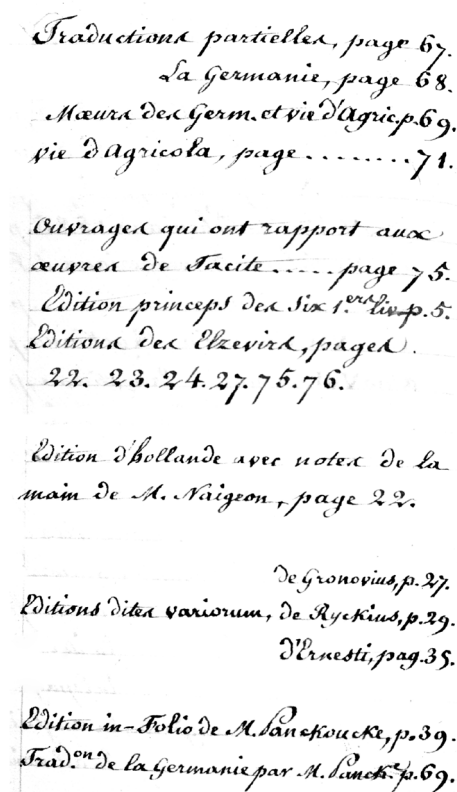 Traductions partielles, page 67.
La Germanie, page 68.
Mœurs des Germ. et vie d'Agric. p. 69.
vie d'Agricola, page ......... 71.
Ouvrages qui ont rapport aux
œuvres de Tacite ..... page 75.
Edition princeps des six 1.ers liv. p. 5.
Editions des Elzevirs, pages.
22. 23. 24. 27. 75. 76.
Edition d'hollande avec notes de la
main de M. Naigeon, page 22.
de Gronovius, p. 27.
Editions dites variorum, de Ryckius, p. 29.
d'Ernesti, pag. 35.
Edition in-Folio de M. Panckoucke, p. 39.
Trad.on de la Germanie par M. Panck.e p. 69.